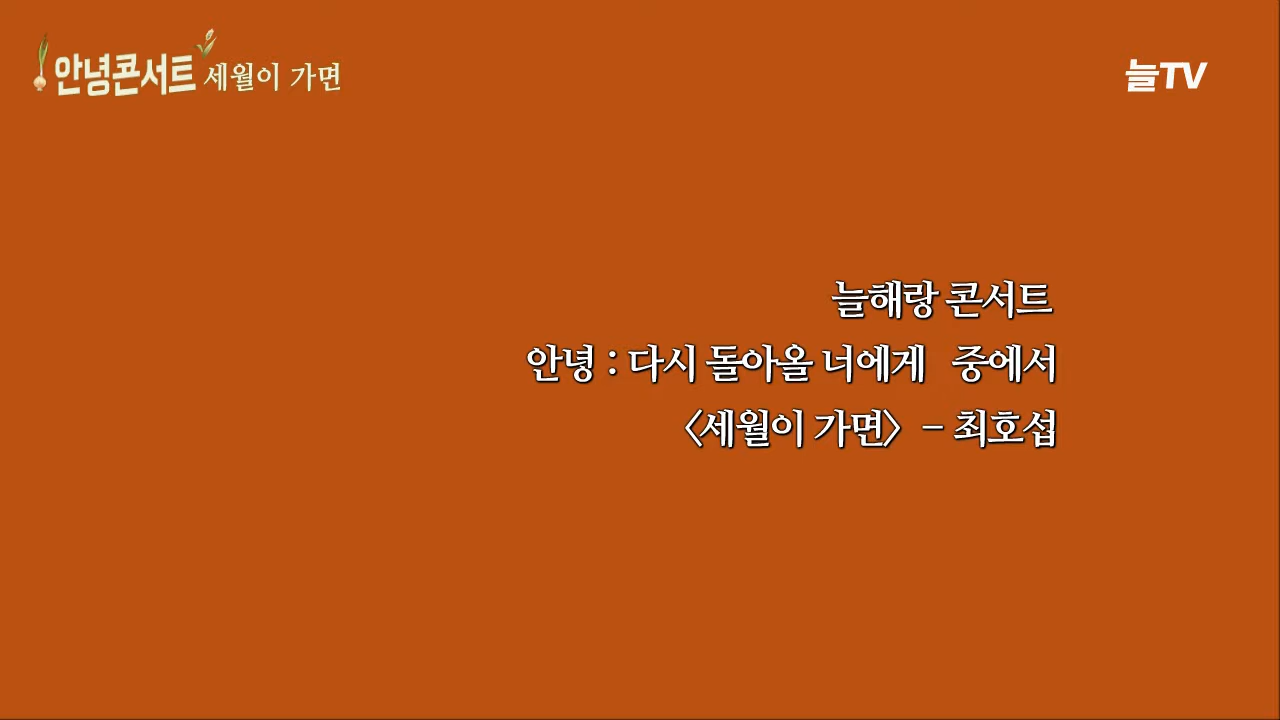 안녕콘서트 세월이 가면
늘TV
늘해랑 콘서트
안녕 : 다시 돌아올 너에게 중에서
〈세월이 가면〉 - 최호섭